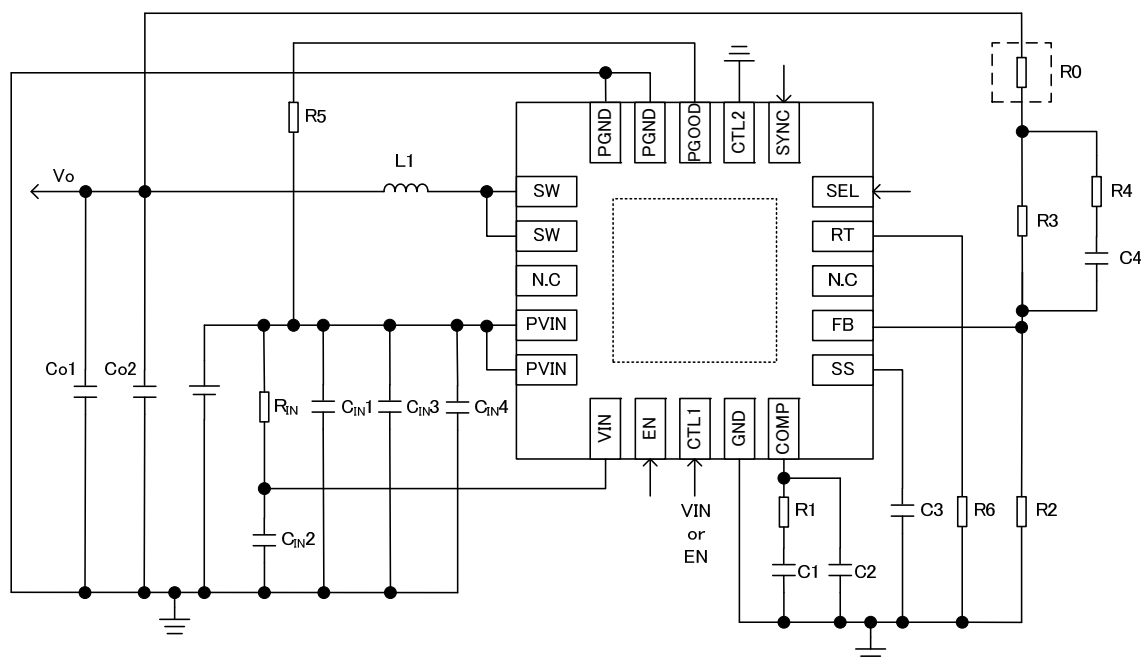 R0
R5
PGND
PGND
PGOOD
CTL2
SYNC
L1
Vo
SW
SEL
R4
SW
RT
R3
C4
N.C
N.C
PVIN
FB
Co1
Co2
PVIN
SS
RIN
CIN1
CIN3
CIN4
VIN
EN
CTL1
GND
COMP
CIN2
VIN
or
EN
R1
C3
R6
R2
C1
C2